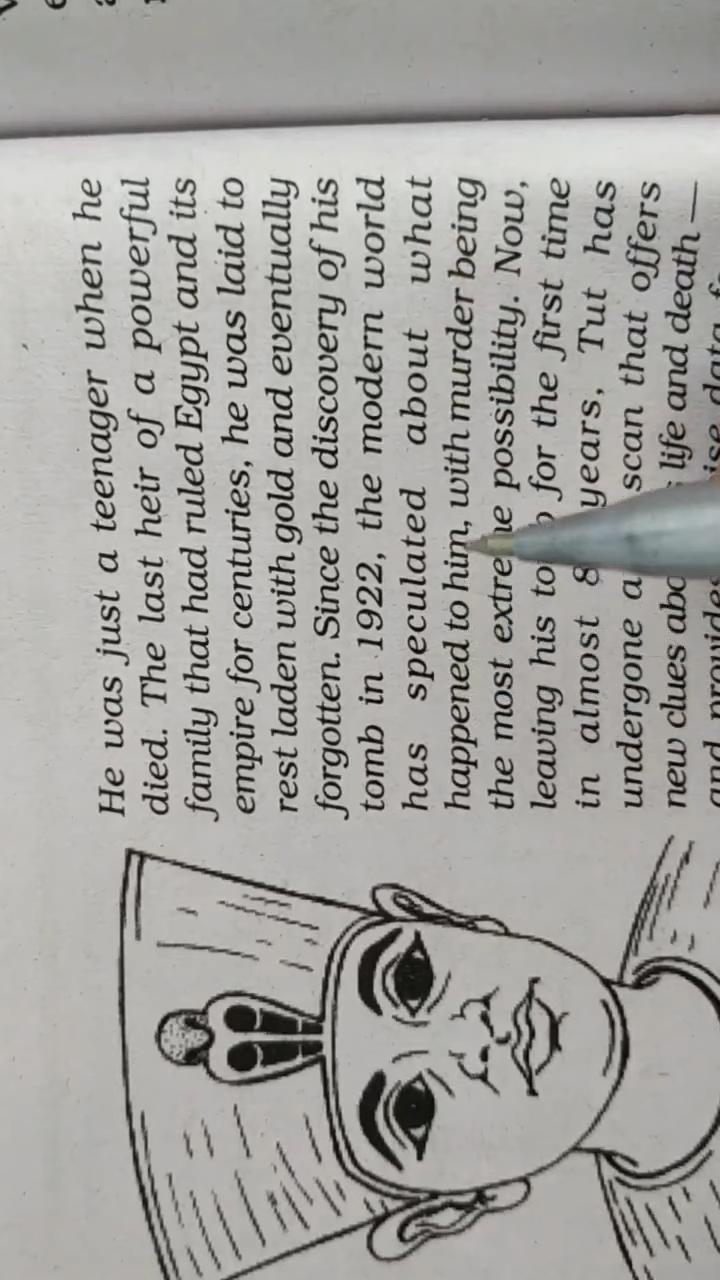 He was just a teenager when he
died. The last heir of a powerful
family that had ruled Egypt and its
empire for centuries, he was laid to
rest laden with gold and eventually
forgotten. Since the discovery of his
tomb in 1922, the modern world
has speculated about what
happened to him, with murder being
the most extre e possibility. Now,
leaving his for the first time
in almost years, Tut has
undergone a scan that offers
new clues life and death —
and provides data